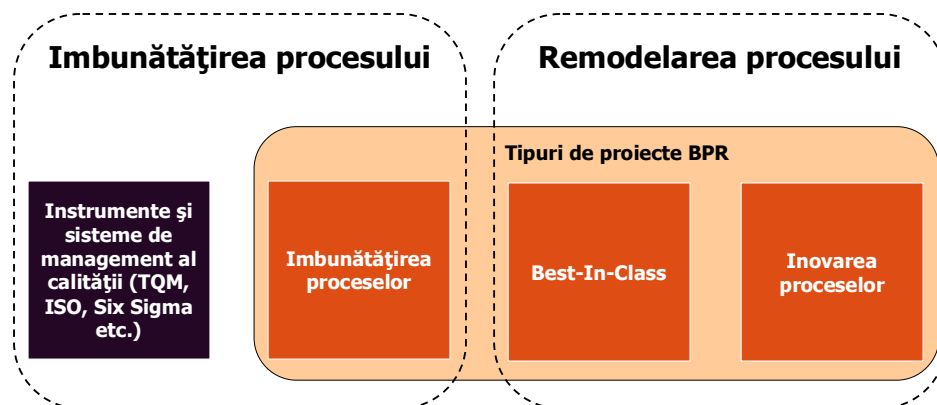 Imbunătăţirea procesului
Remodelarea procesului
Tipuri de proiecte BPR
Instrumente şi
sisteme de
management al
calităţii (TQM,
ISO, Six Sigma
etc.)
Imbunătăţirea
proceselor
Best-In-Class
Inovarea
proceselor